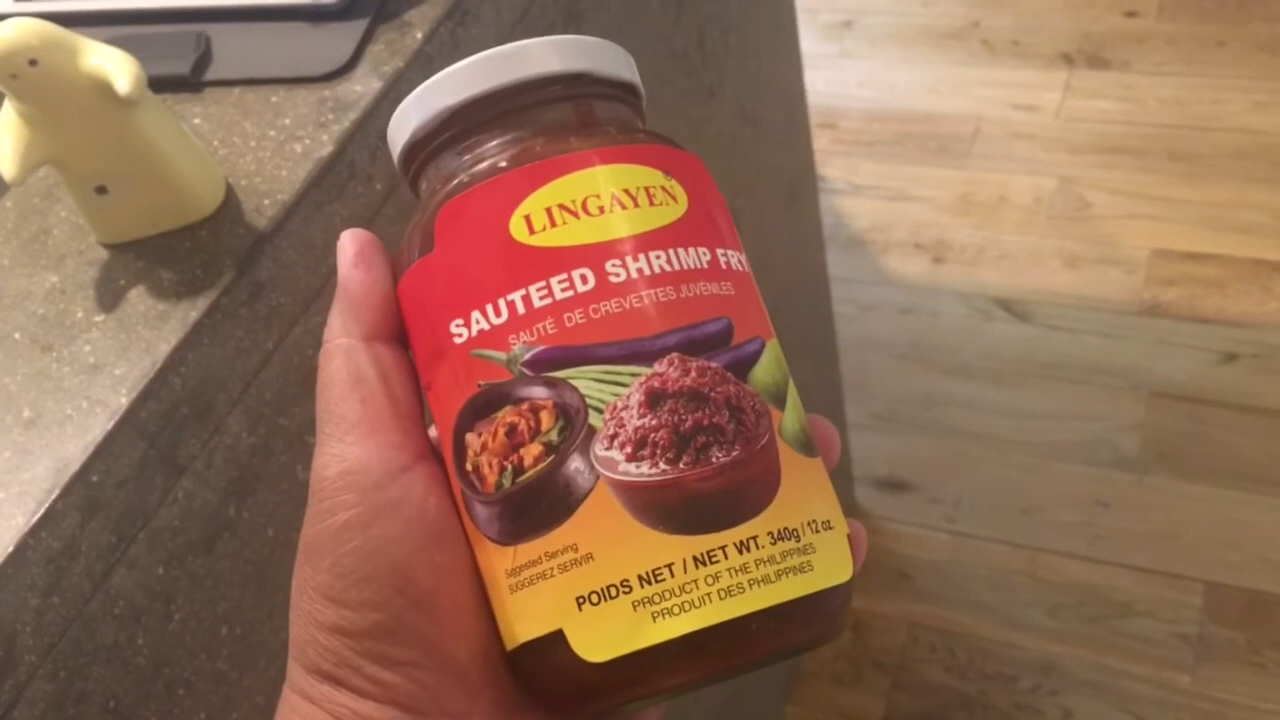 LINGAYEN®
SAUTEED SHRIMP FRY
SAUTÉ DE CREVETTES JUVÉNILES
Suggested Serving
SUGGEREZ SERVIR
POIDS NET / NET WT. 340g / 12 oz.
PRODUCT OF THE PHILIPPINES
PRODUIT DES PHILIPPINES